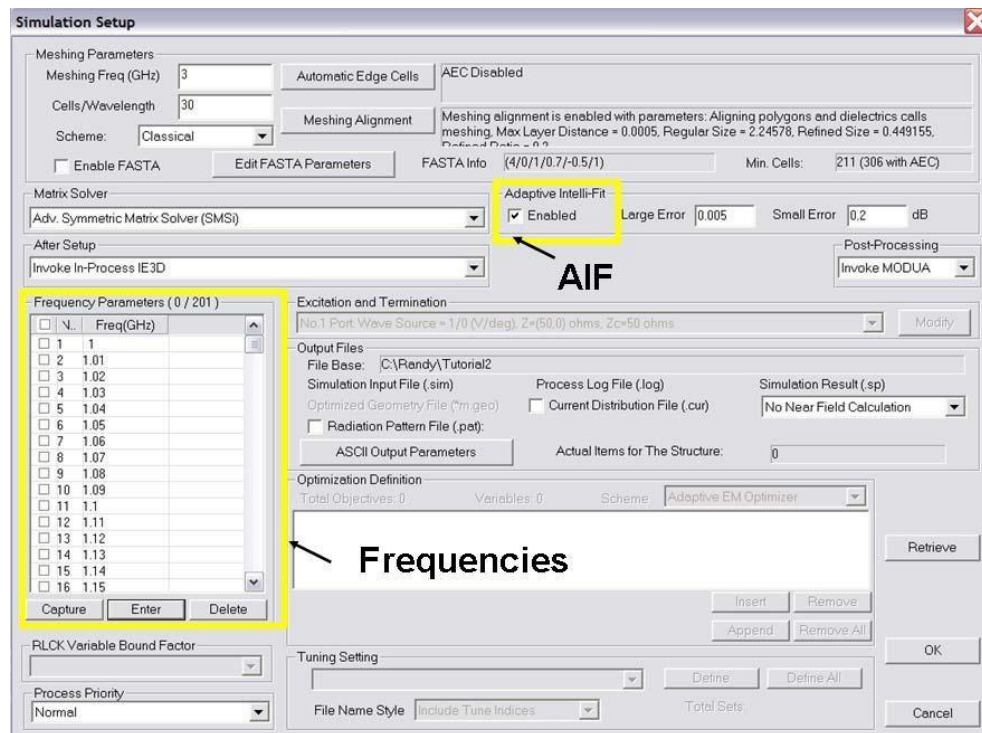 Simulation Setup
Meshing Parameters
Meshing Freq (GHz) 3
Automatic Edge Cells
AEC Disabled
Cells/Wavelength 30
Meshing Alignment
Meshing alignment is enabled with parameters: Aligning polygons and dielectrics calls
meshing, Max Layer Distance = 0.0005, Regular Size = 2.24578, Refined Size = 0.449155,
Refined Ratio = 0.2
Scheme: Classical
Enable FASTA
Edit FASTA Parameters
FASTA Info (4/0/1/0.7/-0.5/1)
Min. Cells: 211 (306 with AEC)
Matrix Solver
Adv. Symmetric Matrix Solver (SMSi)
Adaptive Intelli-Fit
Enabled
Large Error 0.005
Small Error 0.2 dB
After Setup
Invoke In-Process IE3D
AIF
Post-Processing
Invoke MODUA
Frequency Parameters ( 0 / 201 )
V.. Freq(GHz)
1 1
2 1.01
3 1.02
4 1.03
5 1.04
6 1.05
7 1.06
8 1.07
9 1.08
10 1.09
11 1.1
12 1.11
13 1.12
14 1.13
15 1.14
16 1.15
Capture Enter Delete
Excitation and Termination
No.1 Port Wave Source = 1/0 (V/deg), Z=(50,0) ohms, Zc=50 ohms
Modify
Output Files
File Base: C:\Randy\Tutorial2
Simulation Input File (.sim)
Process Log File (.log)
Simulation Result (.sp)
Optimized Geometry File (*m.geo)
Current Distribution File (.cur)
No Near Field Calculation
Radiation Pattern File (.pat):
ASCII Output Parameters
Actual Items for The Structure: 0
Optimization Definition
Total Objectives: 0 Variables: 0 Scheme Adaptive EM Optimizer
Frequencies
Insert Remove
Append Remove All
Retrieve
RLCK Variable Bound Factor
Tuning Setting
Define Define All
OK
Process Priority
Normal
File Name Style Include Tune Indices
Total Sets:
Cancel